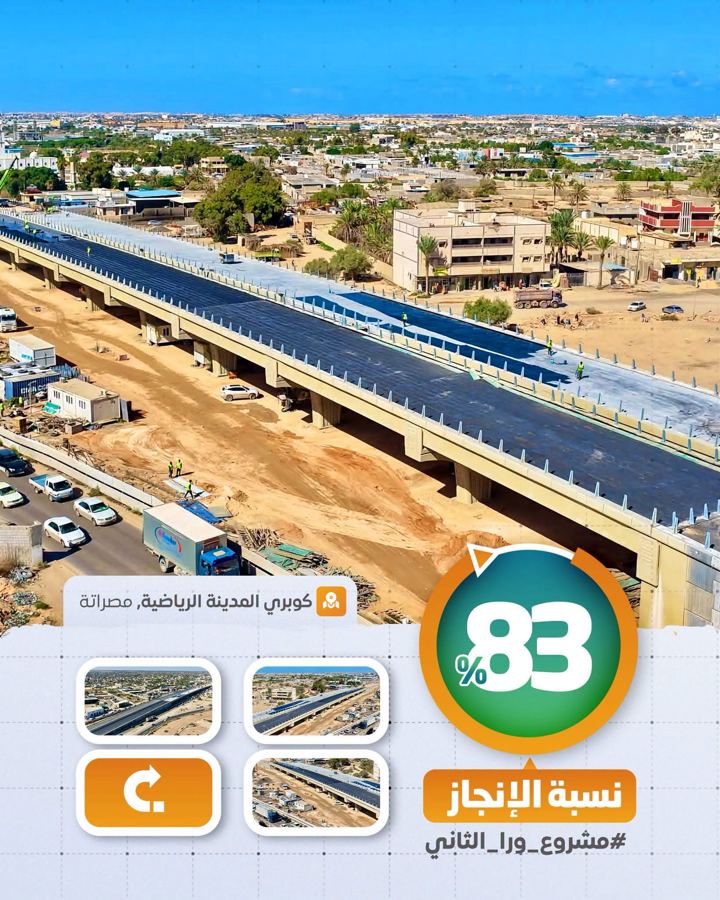 كوبري المدينة الرياضية, مصراتة
%83
نسبة الإنجاز
#مشروع_ورا_الثاني